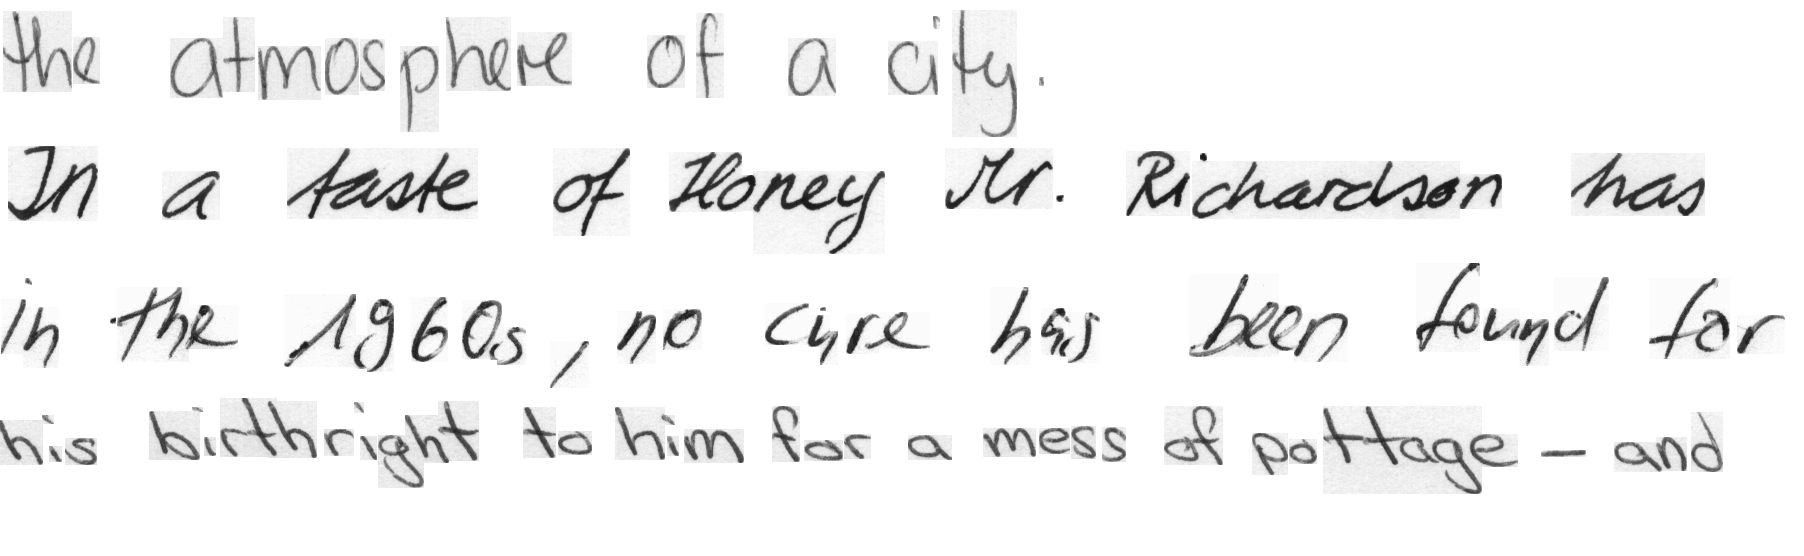 the atmosphere of a city.
In a taste of Honey Mr. Richardson has
in the 1960s, no cure has been found for
his birthright to him for a mess of pottage - and